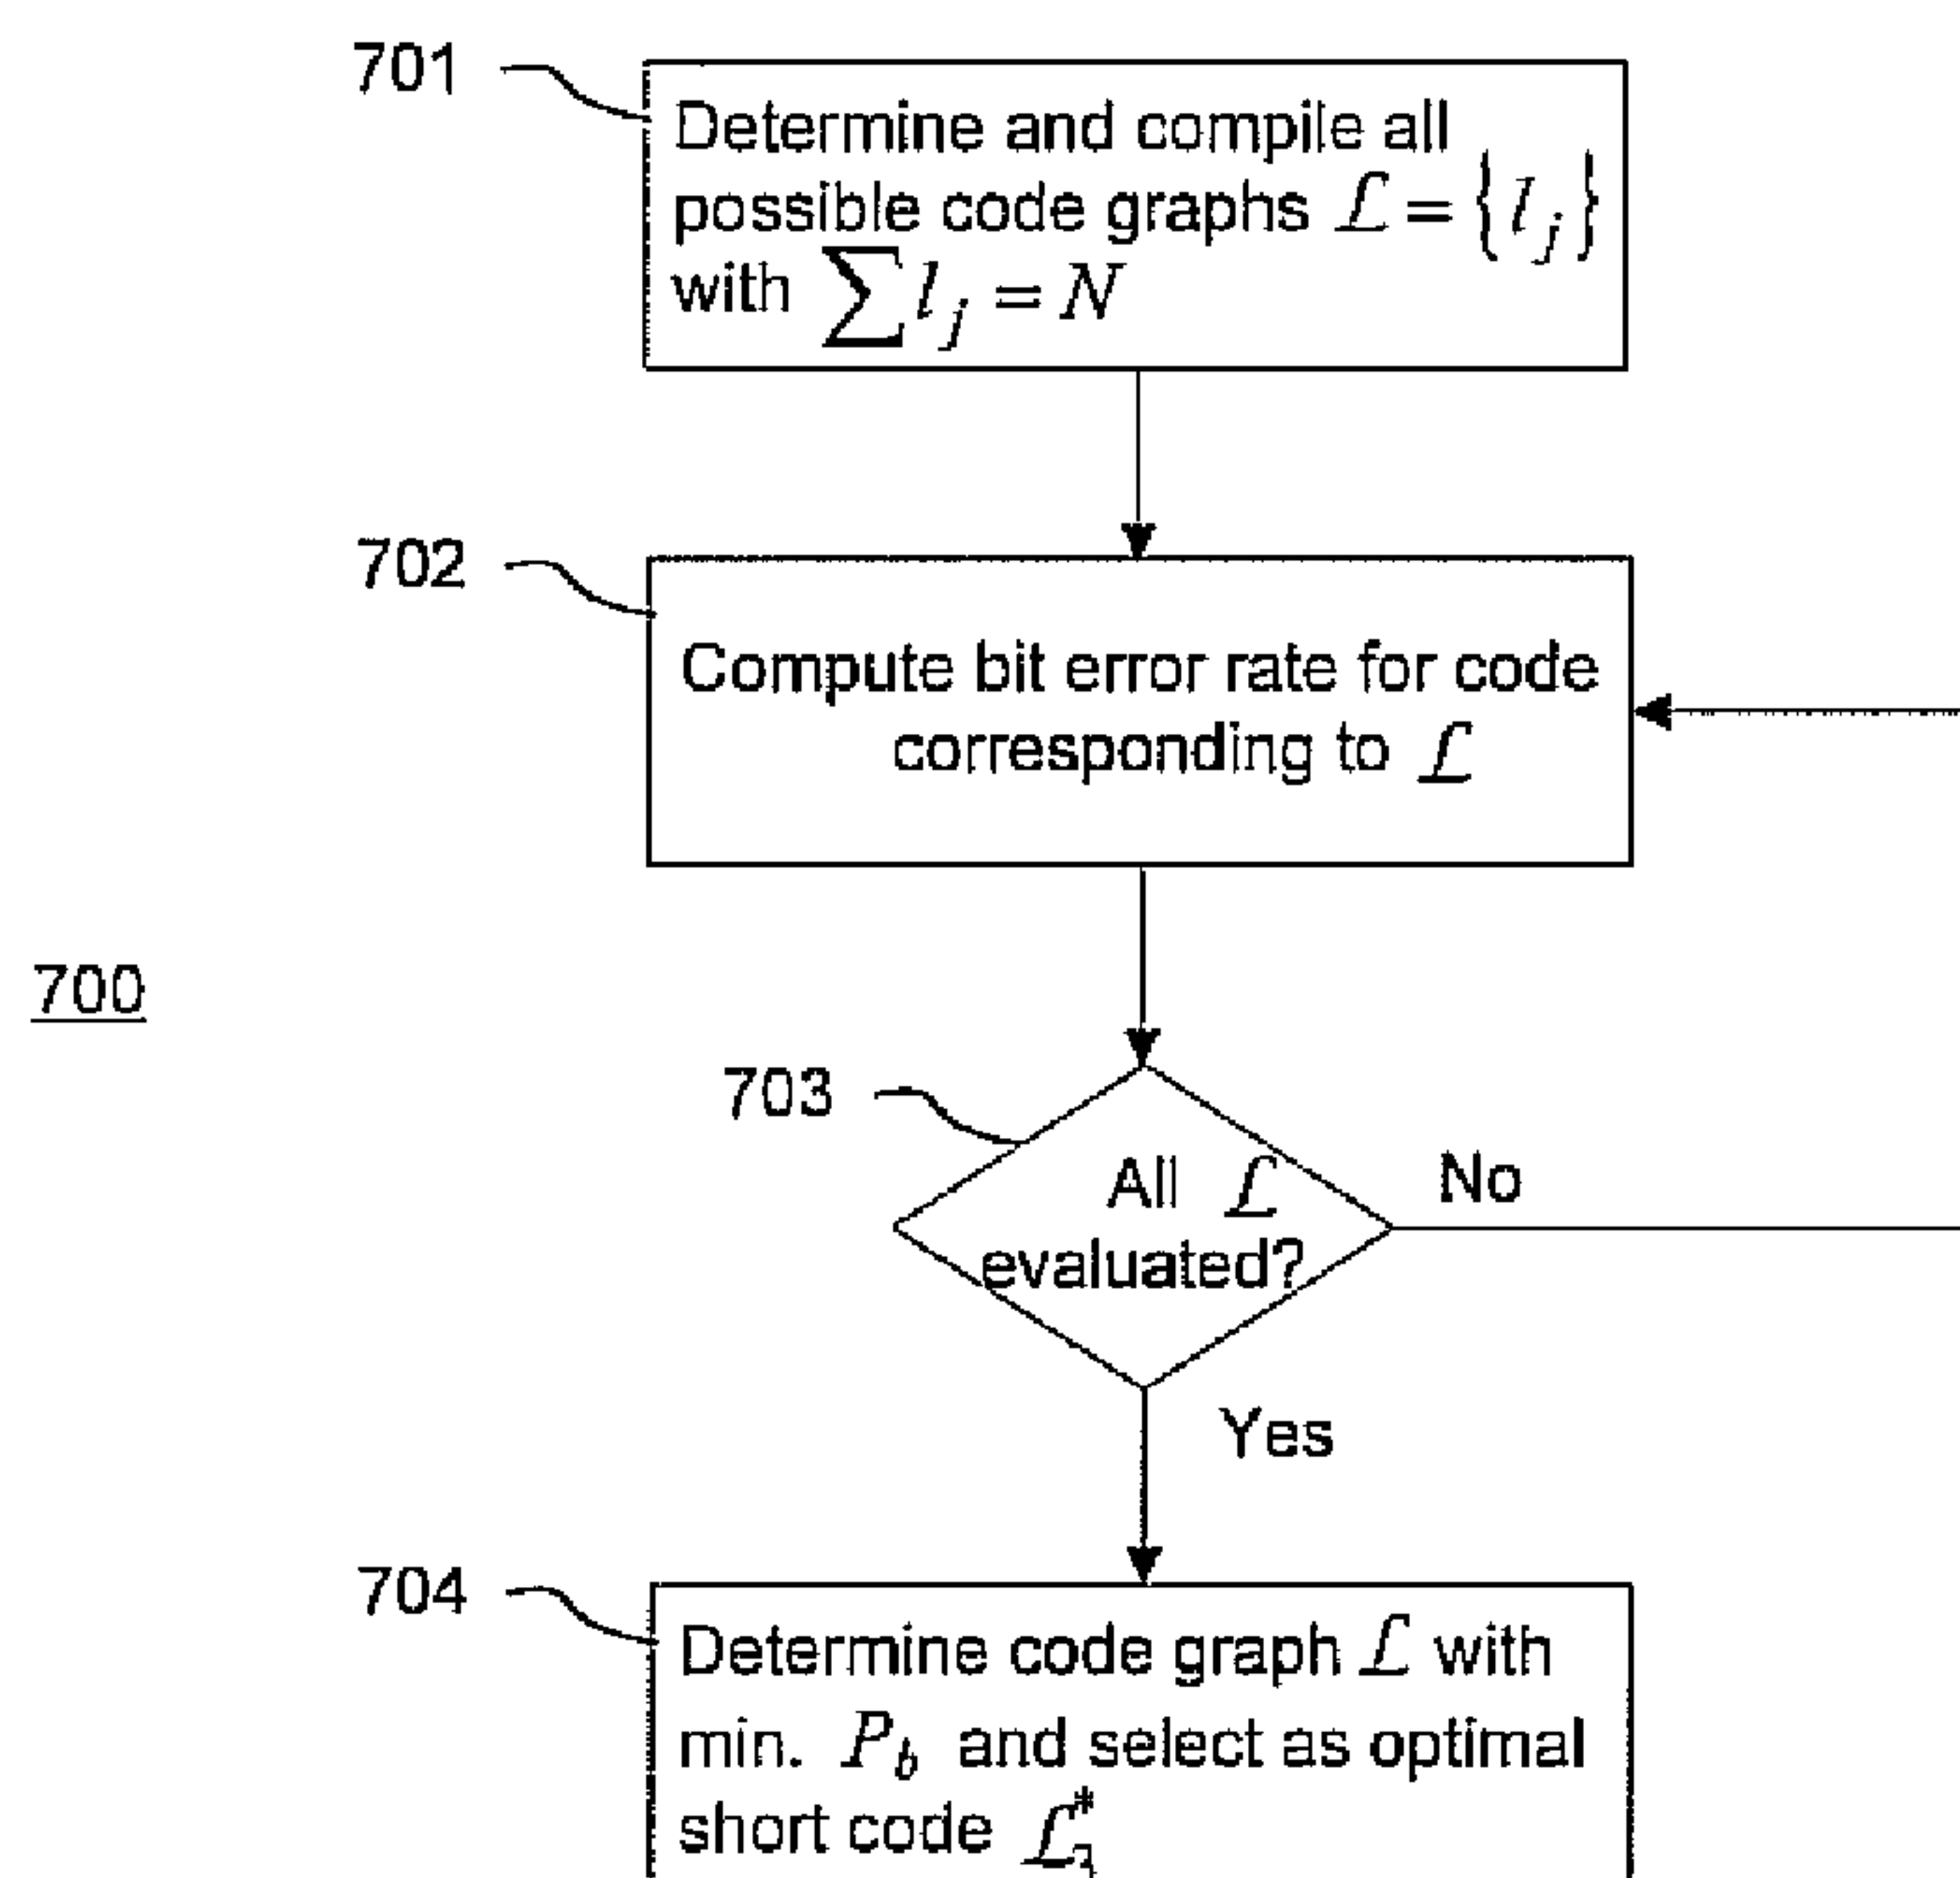 701
Determine and compile all
possible code graphs ℒ = {l_j}
with ∑ l_j = N
702
Compute bit error rate for code
corresponding to ℒ
700
703
All ℒ
evaluated?
No
Yes
704
Determine code graph ℒ with
min. P_b and select as optimal
short code ℒ*